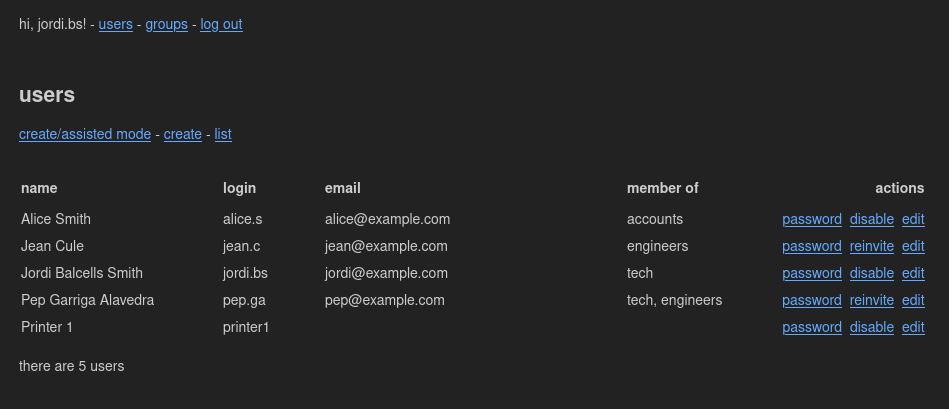 hi, jordi.bs! - users - groups - log out
users
create/assisted mode - create - list
name login email member of actions
Alice Smith alice.s alice@example.com accounts password disable edit
Jean Cule jean.c jean@example.com engineers password reinvite edit
Jordi Balcells Smith jordi.bs jordi@example.com tech password disable edit
Pep Garriga Alavedra pep.ga pep@example.com tech, engineers password reinvite edit
Printer 1 printer1 password disable edit
there are 5 users